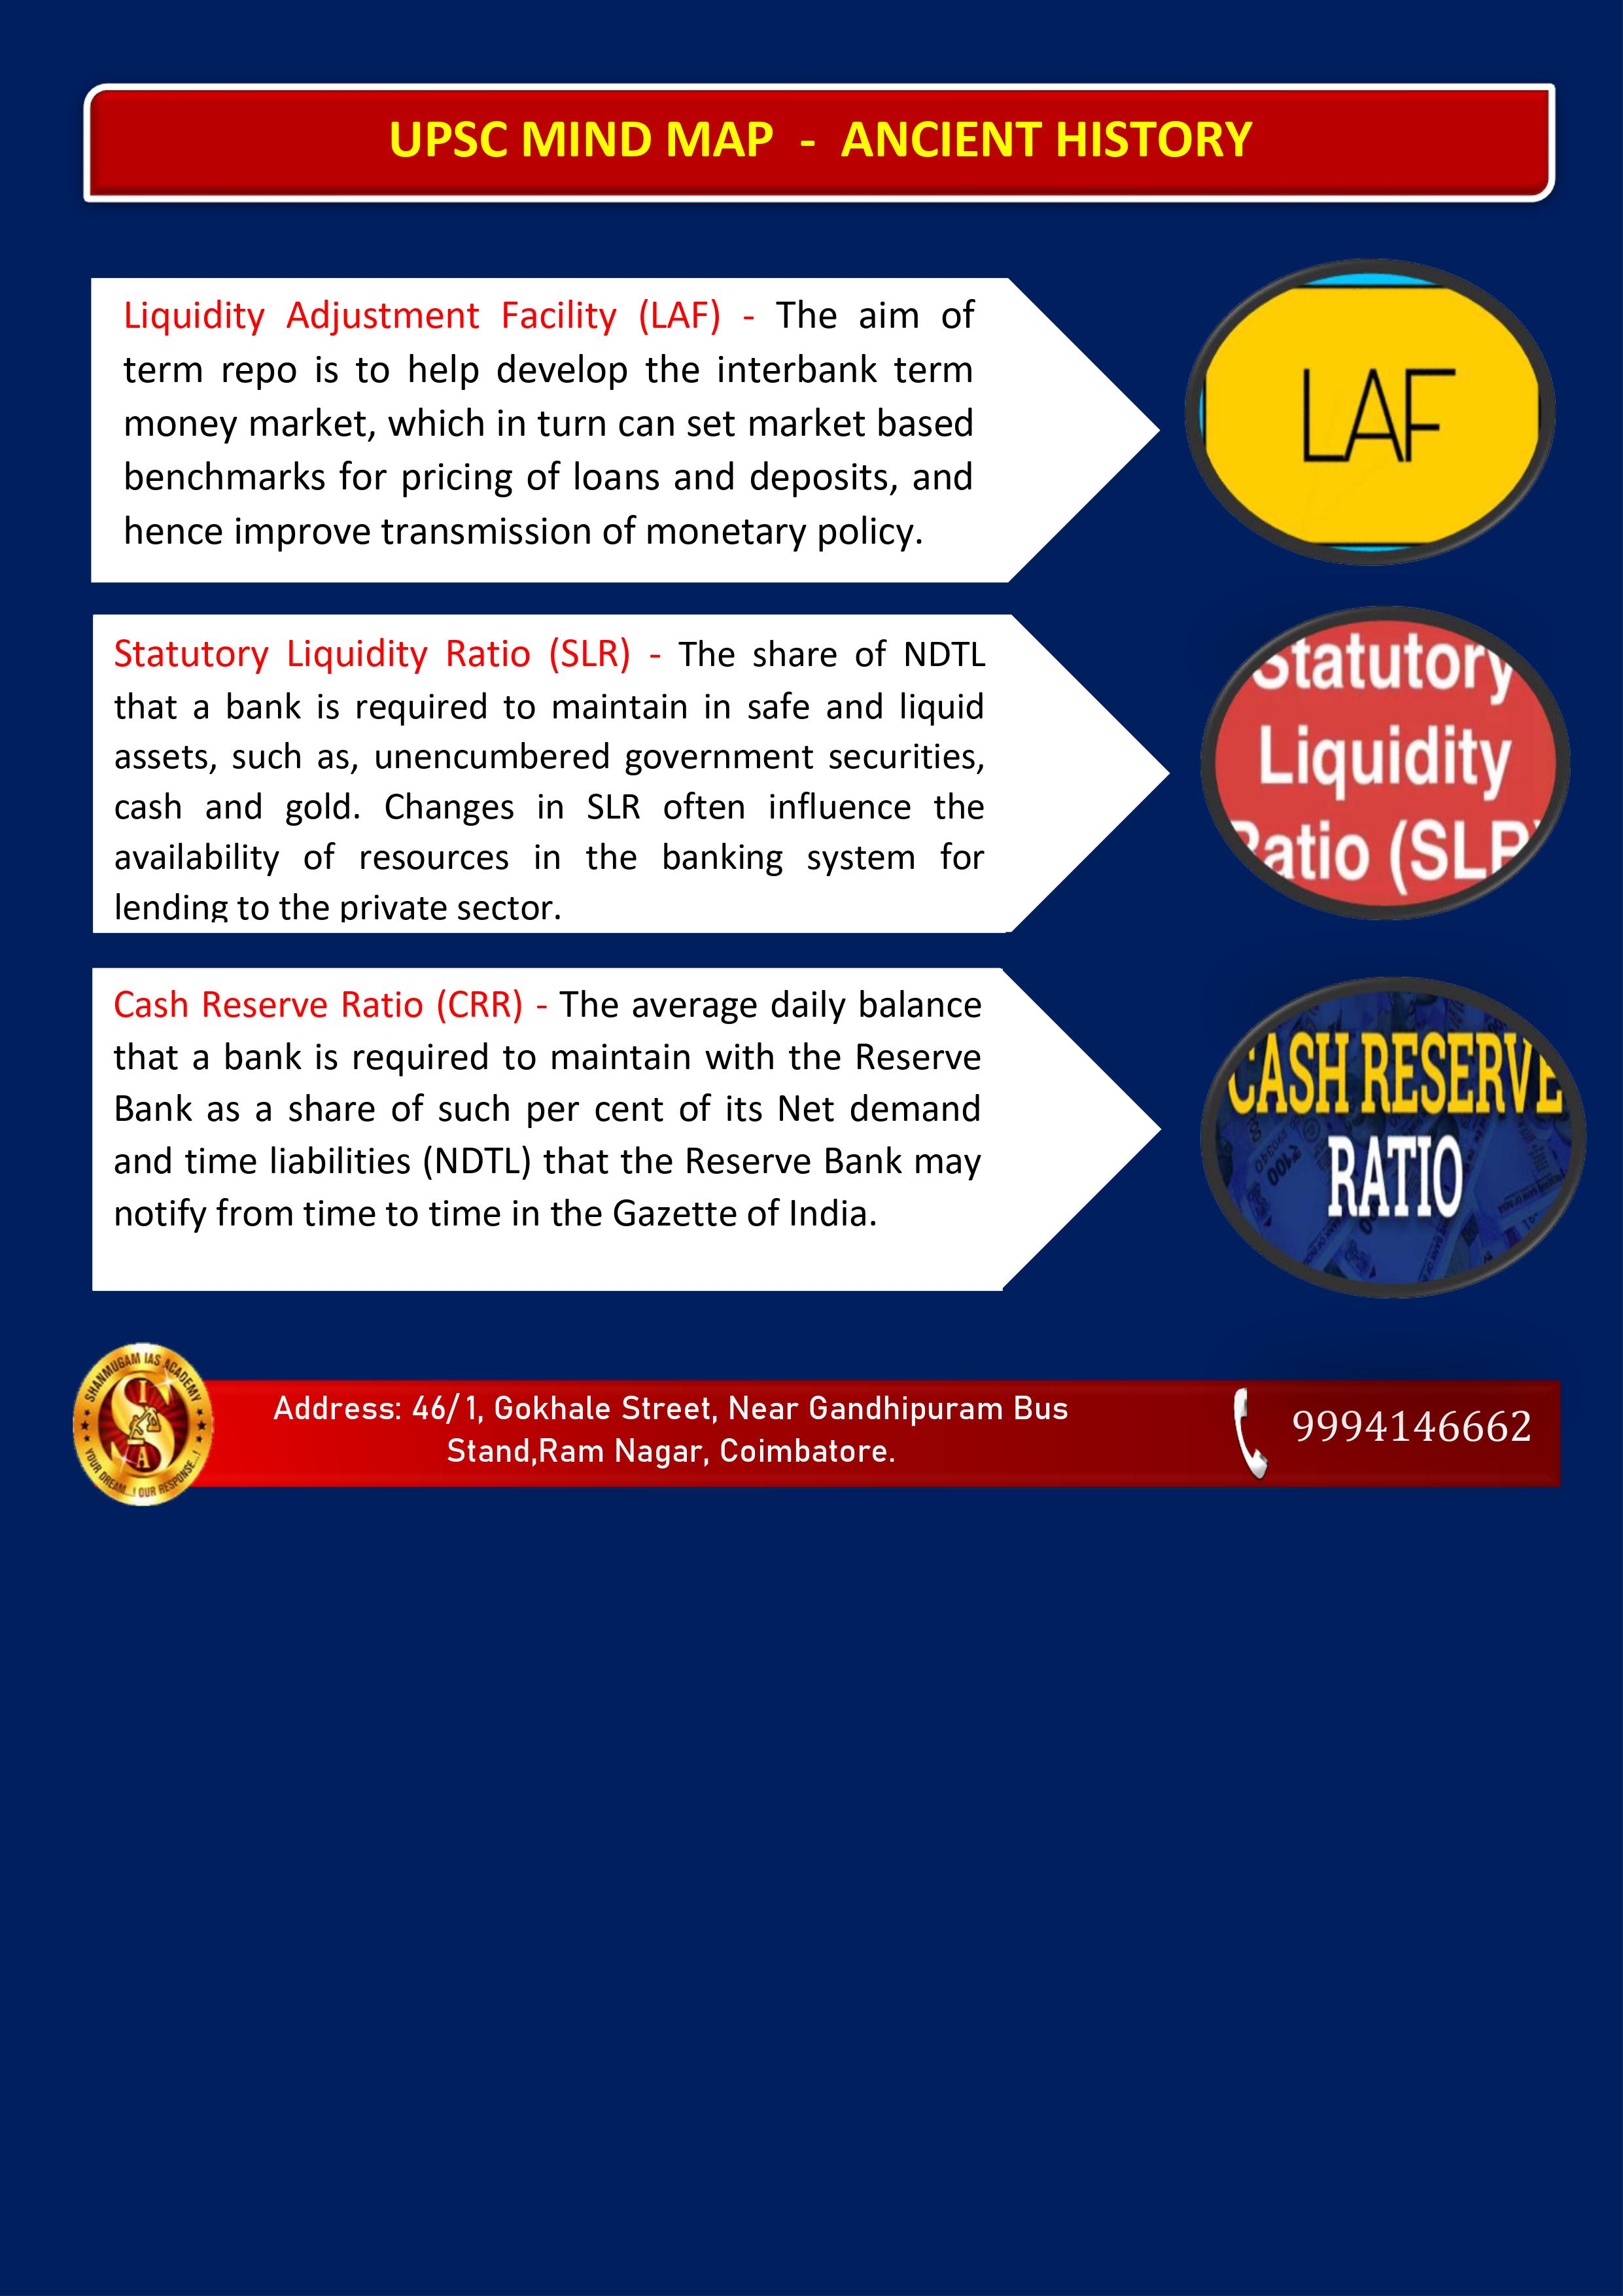 UPSC MIND MAP - ANCIENT HISTORY
Liquidity Adjustment Facility (LAF) - The aim of
term repo is to help develop the interbank term
money market, which in turn can set market based
benchmarks for pricing of loans and deposits, and
hence improve transmission of monetary policy.
LAF
Statutory Liquidity Ratio (SLR) - The share of NDTL
that a bank is required to maintain in safe and liquid
assets, such as, unencumbered government securities,
cash and gold. Changes in SLR often influence the
availability of resources in the banking system for
lending to the private sector.
Statutory
Liquidity
Ratio (SLR)
Cash Reserve Ratio (CRR) - The average daily balance
that a bank is required to maintain with the Reserve
Bank as a share of such per cent of its Net demand
and time liabilities (NDTL) that the Reserve Bank may
notify from time to time in the Gazette of India.
CASH RESERVE
RATIO
SHANMUGAM IAS ACADEMY
SIA
YOUR DREAM...! OUR RESPONSE...!
Address: 46/1, Gokhale Street, Near Gandhipuram Bus
Stand,Ram Nagar, Coimbatore.
9994146662